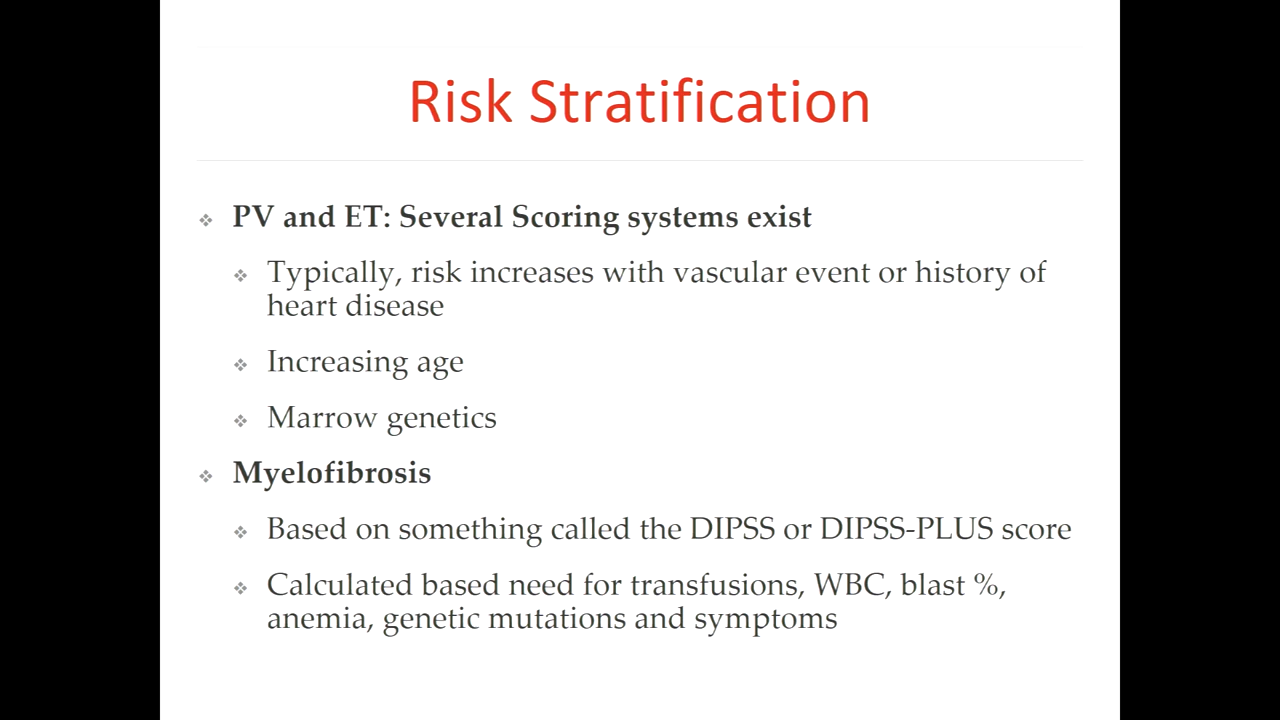 Risk Stratification
PV and ET: Several Scoring systems exist
Typically, risk increases with vascular event or history of
heart disease
Increasing age
Marrow genetics
Myelofibrosis
Based on something called the DIPSS or DIPSS-PLUS score
Calculated based need for transfusions, WBC, blast %,
anemia, genetic mutations and symptoms